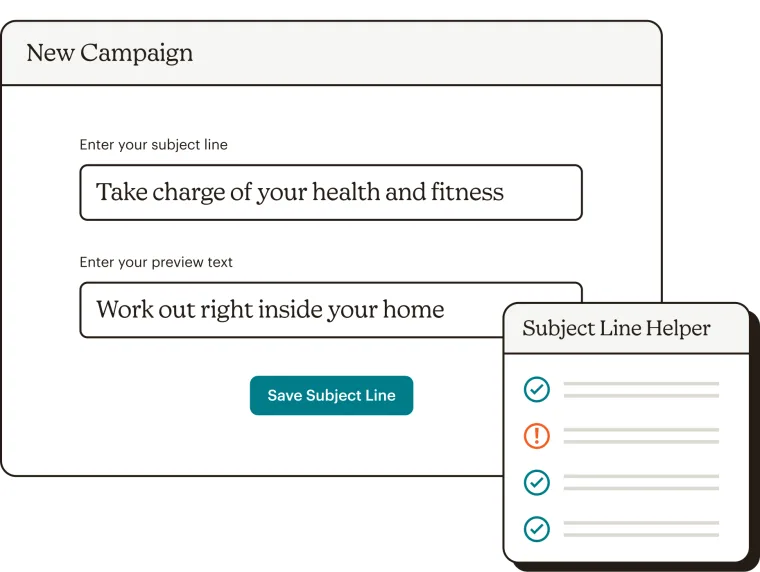 New Campaign
Enter your subject line
Take charge of your health and fitness
Enter your preview text
Work out right inside your home
Save Subject Line
Subject Line Helper